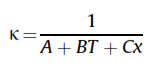 κ = 1 / (A + BT + Cx)